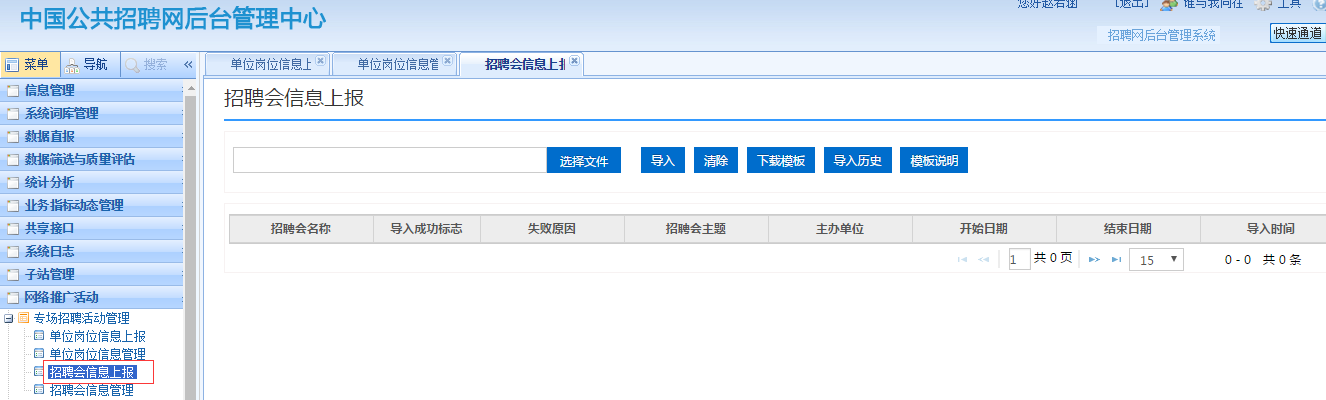 您好赵若涵 [退出] 谁与我同在 工具
中国公共招聘网后台管理中心
招聘网后台管理系统 快速通道
菜单 导航 搜索 «
单位岗位信息上 单位岗位信息管 招聘会信息上报
信息管理
系统词库管理
数据直报
数据筛选与质量评估
统计分析
业务指标动态管理
共享接口
系统日志
子站管理
网络推广活动
专场招聘活动管理
单位岗位信息上报
单位岗位信息管理
招聘会信息上报
招聘会信息管理
招聘会信息上报
选择文件 导入 清除 下载模板 导入历史 模板说明
招聘会名称 导入成功标志 失败原因 招聘会主题 主办单位 开始日期 结束日期 导入时间
1 共 0 页 15 0 - 0 共 0 条